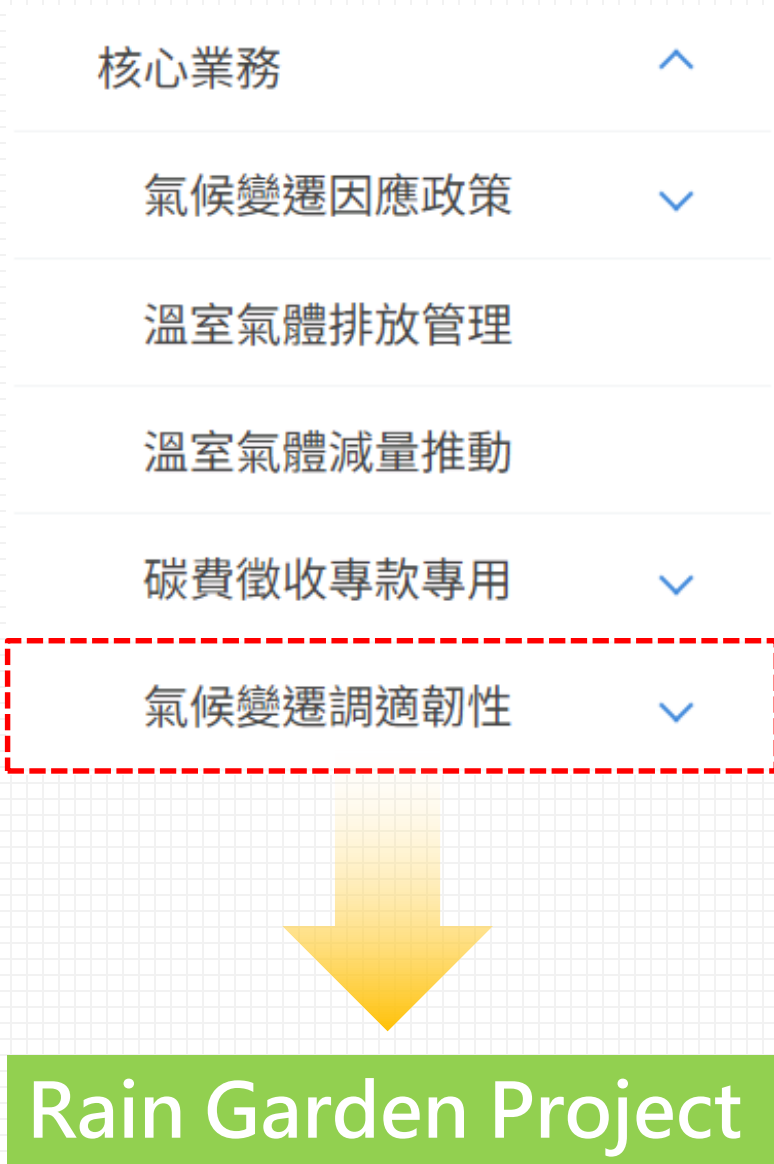 核心業務
氣候變遷因應政策
溫室氣體排放管理
溫室氣體減量推動
碳費徵收專款專用
氣候變遷調適韌性
Rain Garden Project